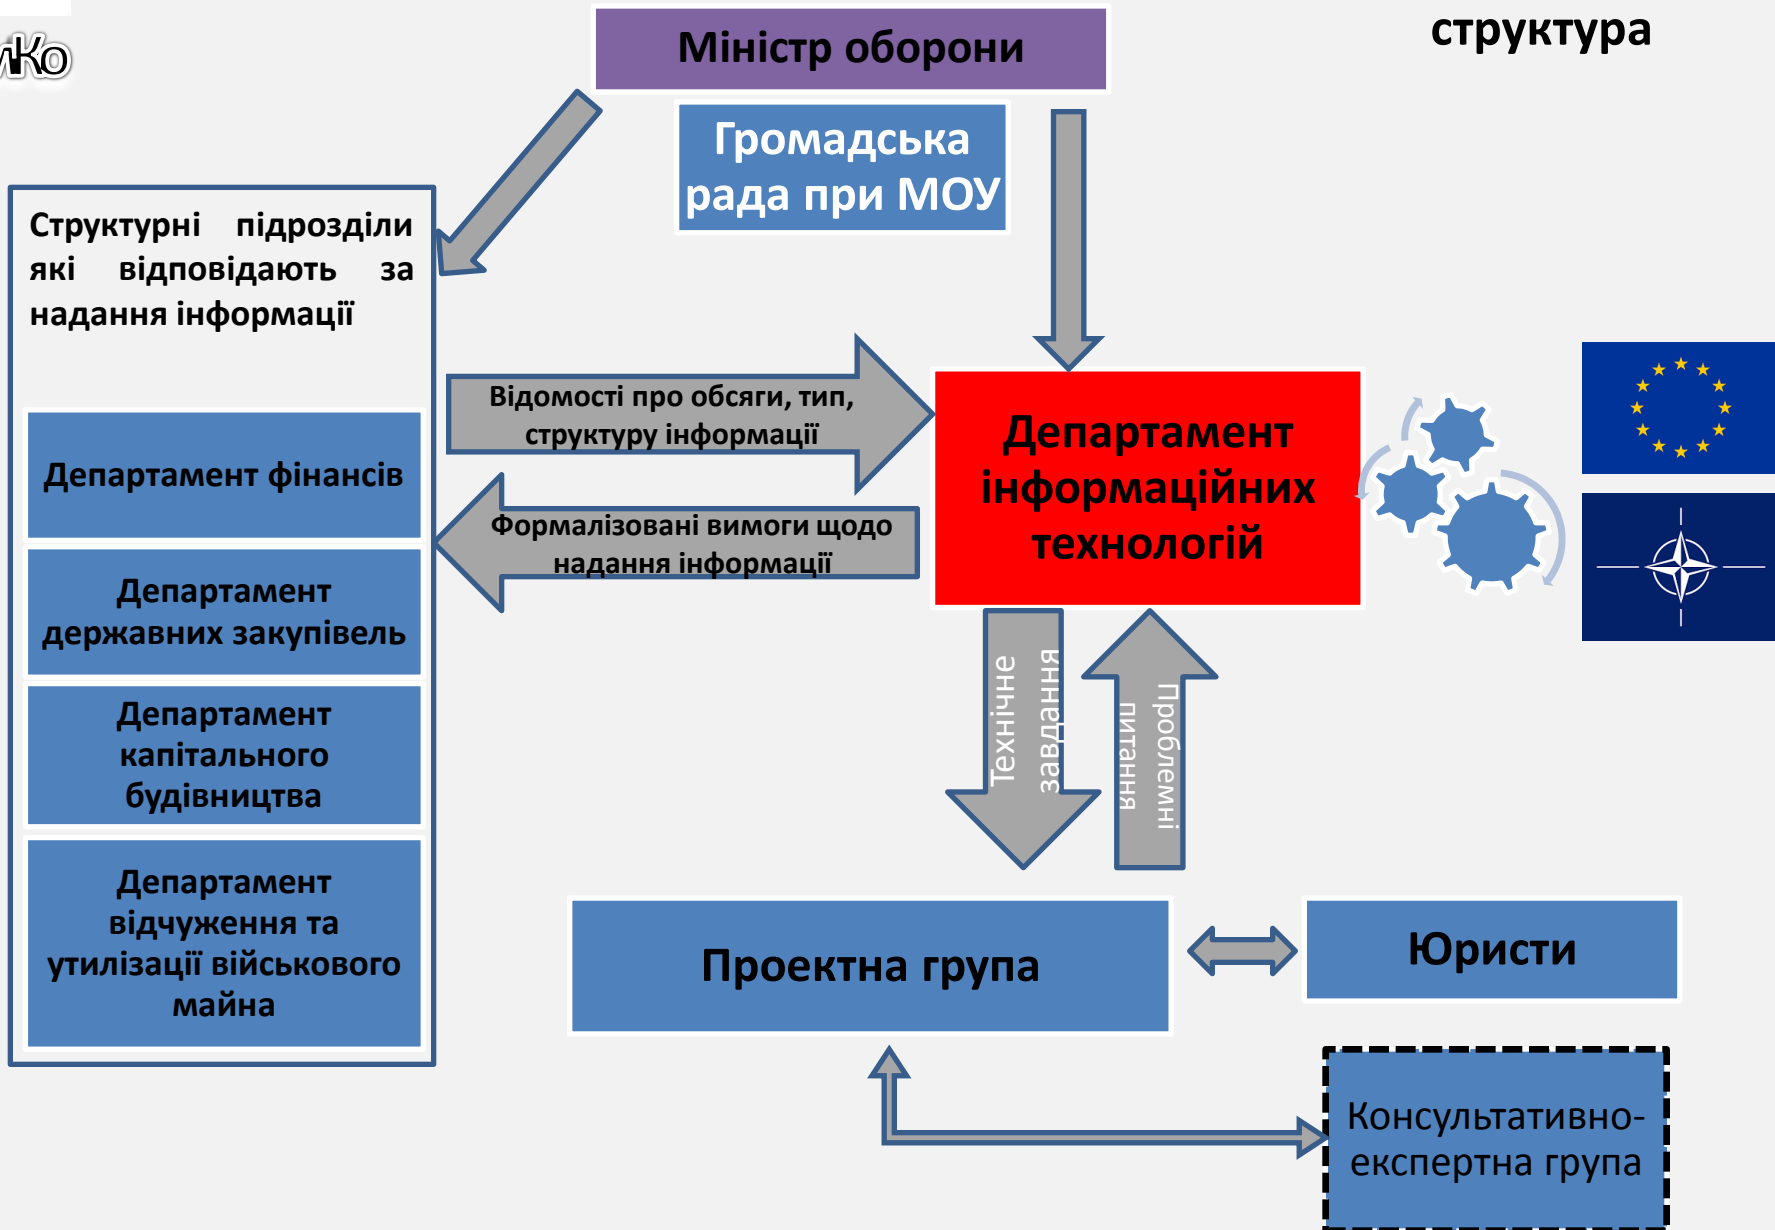 структура
Міністр оборони
Громадська
рада при МОУ
Структурні підрозділи
які відповідають за
надання інформації
Департамент фінансів
Департамент
державних закупівель
Департамент
капітального
будівництва
Департамент
відчуження та
утилізації військового
майна
Відомості про обсяги, тип,
структуру інформації
Формалізовані вимоги щодо
надання інформації
Департамент
інформаційних
технологій
Технічне
завдання
Проблемні
питання
Проектна група
Юристи
Консультативно-
експертна група